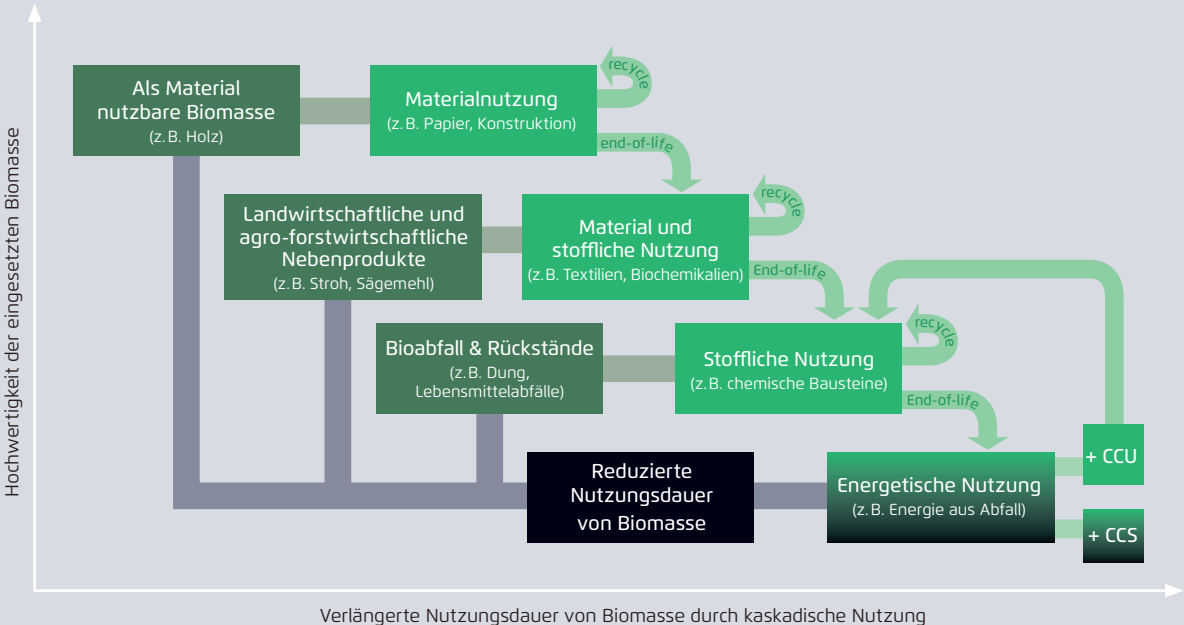 Hochwertigkeit der eingesetzten Biomasse
Als Material
nutzbare Biomasse
(z. B. Holz)
Materialnutzung
(z. B. Papier, Konstruktion)
recycle
end-of-life
Landwirtschaftliche und
agro-forstwirtschaftliche
Nebenprodukte
(z. B. Stroh, Sägemehl)
Material und
stoffliche Nutzung
(z. B. Textilien, Biochemikalien)
recycle
End-of-life
Bioabfall & Rückstände
(z. B. Dung,
Lebensmittelabfälle)
Stoffliche Nutzung
(z. B. chemische Bausteine)
recycle
End-of-life
Reduzierte
Nutzungsdauer
von Biomasse
Energetische Nutzung
(z. B. Energie aus Abfall)
+ CCU
+ CCS
Verlängerte Nutzungsdauer von Biomasse durch kaskadische Nutzung